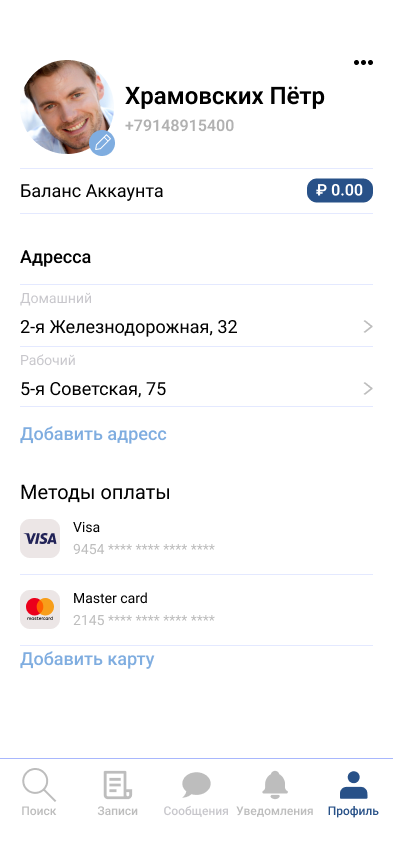 Храмовских Пётр
+79148915400
Баланс Аккаунта ₽ 0.00
Адресса
Домашний
2-я Железнодорожная, 32
Рабочий
5-я Советская, 75
Добавить адресс
Методы оплаты
VISA Visa
9454 **** **** **** ****
Master card
mastercard
2145 **** **** **** ****
Добавить карту
Поиск Записи Сообщения Уведомления Профиль